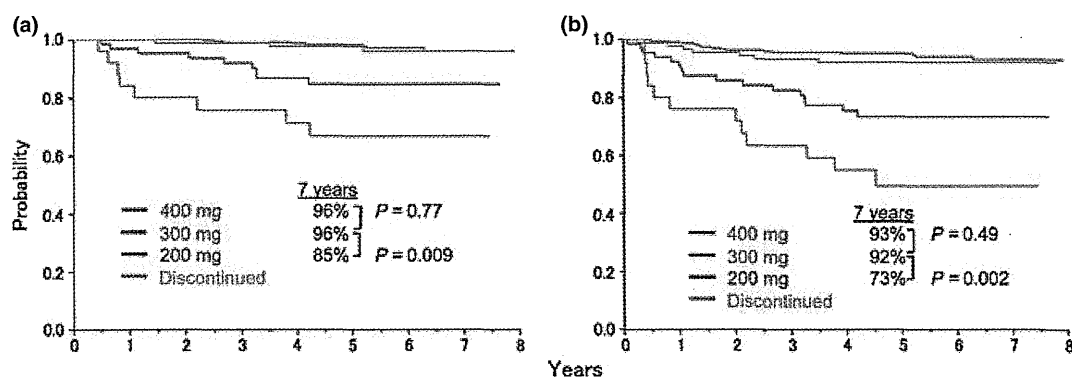 (a)
1.0
0.8
0.6
0.4
0.2
0.0
Probability
7 years
400 mg 96% P = 0.77
300 mg 96%
200 mg 85% P = 0.009
Discontinued
0 1 2 3 4 5 6 7 8
(b)
1.0
0.8
0.6
0.4
0.2
0.0
7 years
400 mg 93% P = 0.49
300 mg 92%
200 mg 73% P = 0.002
Discontinued
0 1 2 3 4 5 6 7 8
Years